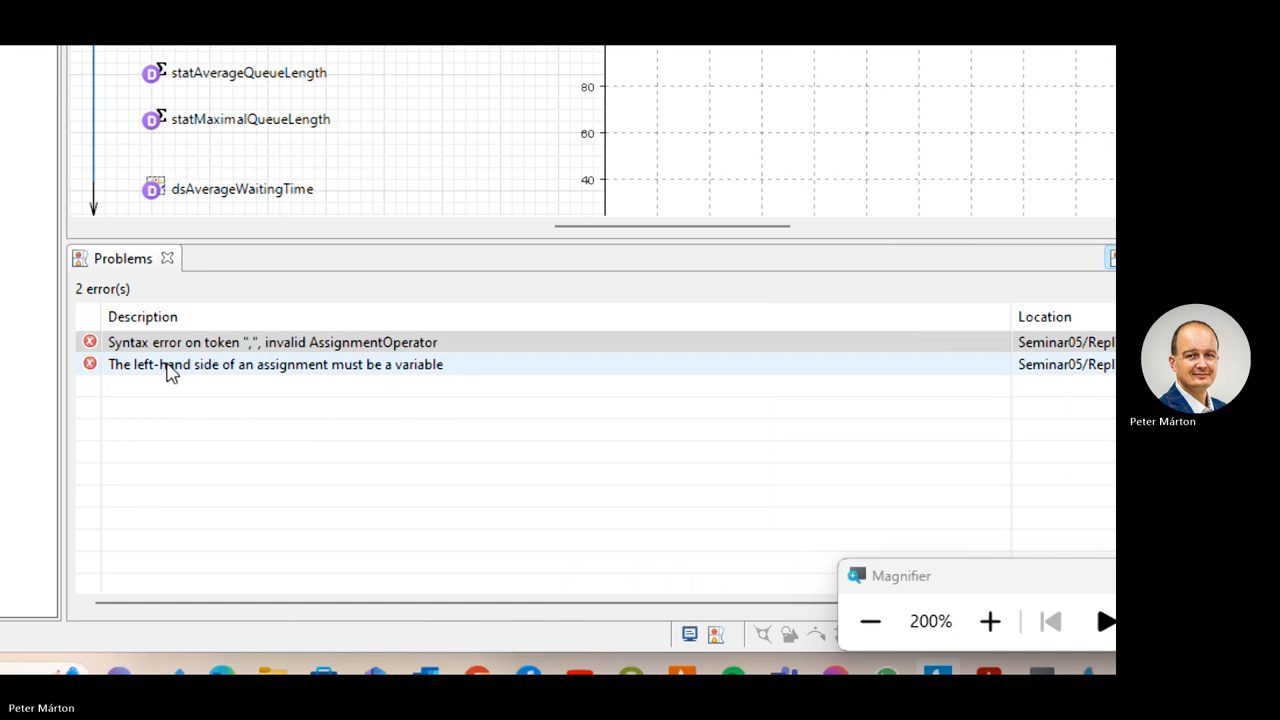 D Σ statAverageQueueLength
D Σ statMaximalQueueLength
D dsAverageWaitingTime
80
60
40
Problems
2 error(s)
Description Location
Syntax error on token ",", invalid AssignmentOperator Seminar05/Repl
The left-hand side of an assignment must be a variable Seminar05/Repl
Magnifier
200%
Peter Márton
Peter Márton